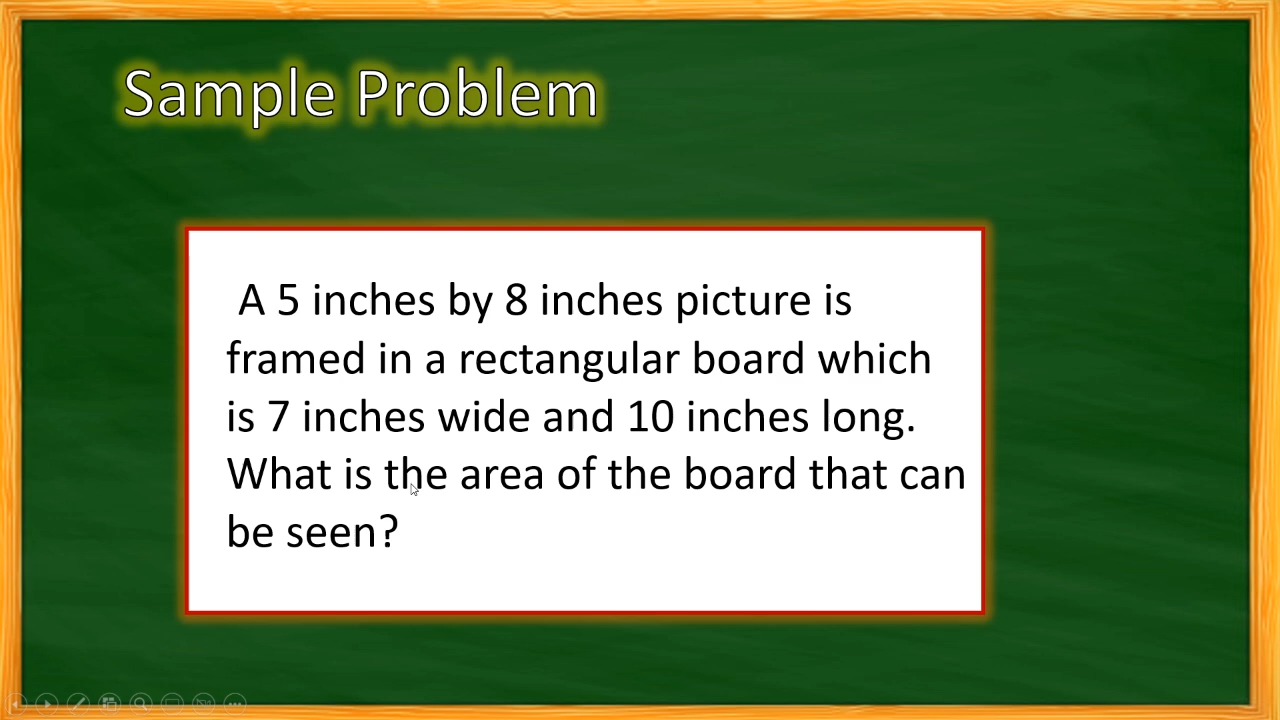 Sample Problem
A 5 inches by 8 inches picture is
framed in a rectangular board which
is 7 inches wide and 10 inches long.
What is the area of the board that can
be seen?